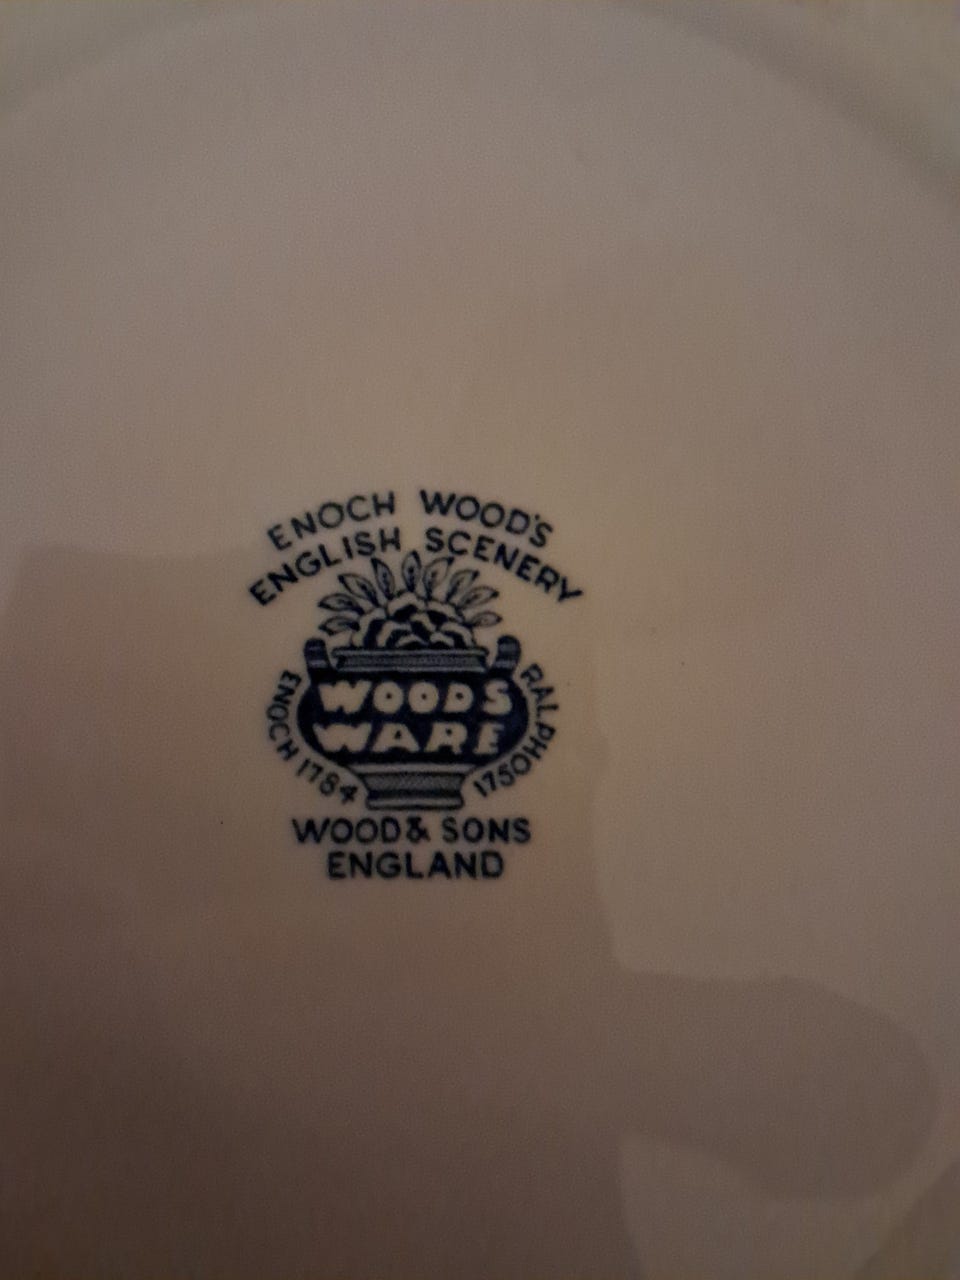 ENOCH WOOD'S
ENGLISH SCENERY
WOODS
WARE
ENOCH 1784
RALPH 1750
WOOD & SONS
ENGLAND